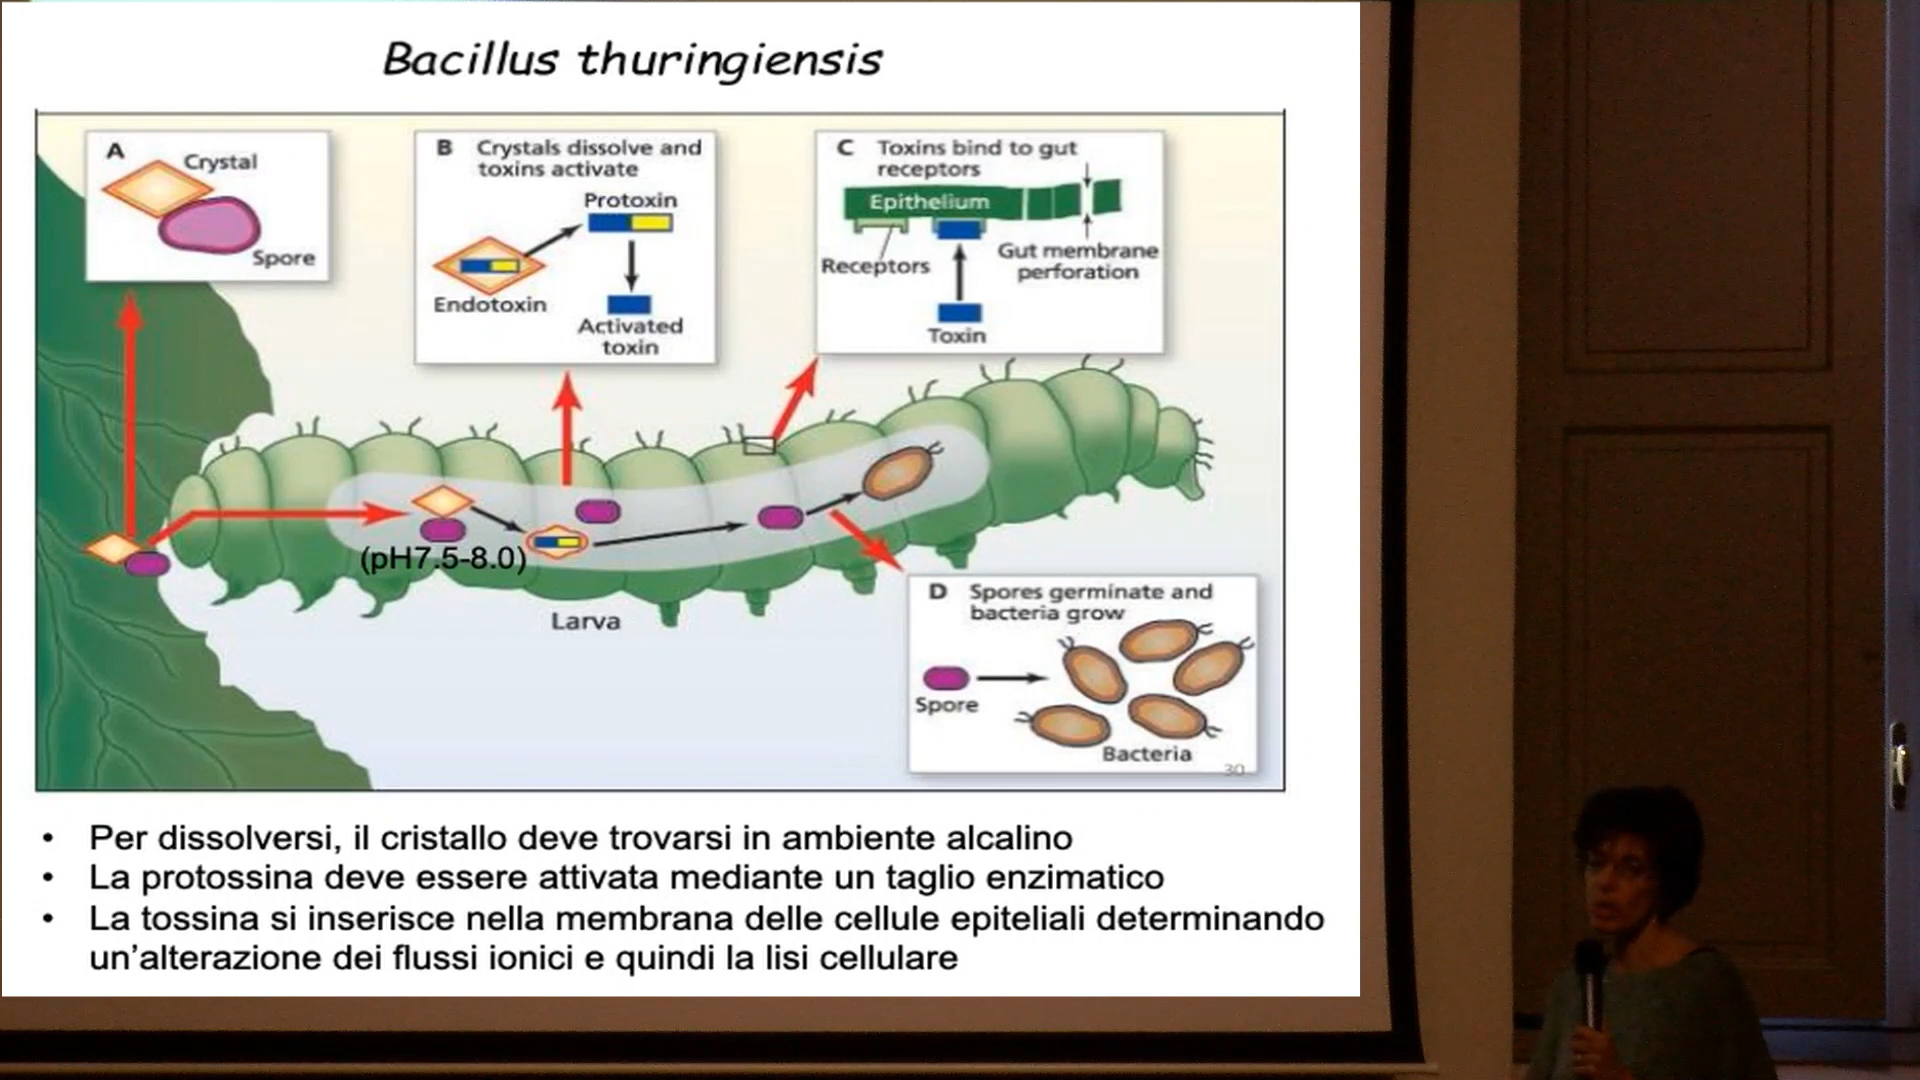 Bacillus thuringiensis
A
Crystal
Spore
B Crystals dissolve and
toxins activate
Protoxin
Endotoxin
Activated
toxin
C Toxins bind to gut
receptors
Epithelium
Receptors
Gut membrane
perforation
Toxin
(pH7.5-8.0)
Larva
D Spores germinate and
bacteria grow
Spore
Bacteria
30
• Per dissolversi, il cristallo deve trovarsi in ambiente alcalino
• La protossina deve essere attivata mediante un taglio enzimatico
• La tossina si inserisce nella membrana delle cellule epiteliali determinando
un’alterazione dei flussi ionici e quindi la lisi cellulare